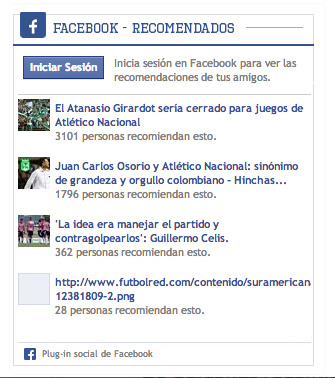 FACEBOOK - RECOMENDADOS
Iniciar Sesión
Inicia sesión en Facebook para ver las
recomendaciones de tus amigos.
El Atanasio Girardot sería cerrado para juegos de
Atlético Nacional
3101 personas recomiendan esto.
Juan Carlos Osorio y Atlético Nacional: sinónimo
de grandeza y orgullo colombiano - Hinchas...
1796 personas recomiendan esto.
'La idea era manejar el partido y
contragolpearlos': Guillermo Celis.
362 personas recomiendan esto.
http://www.futbolred.com/contenido/suramerican
12381809-2.png
28 personas recomiendan esto.
Plug-in social de Facebook